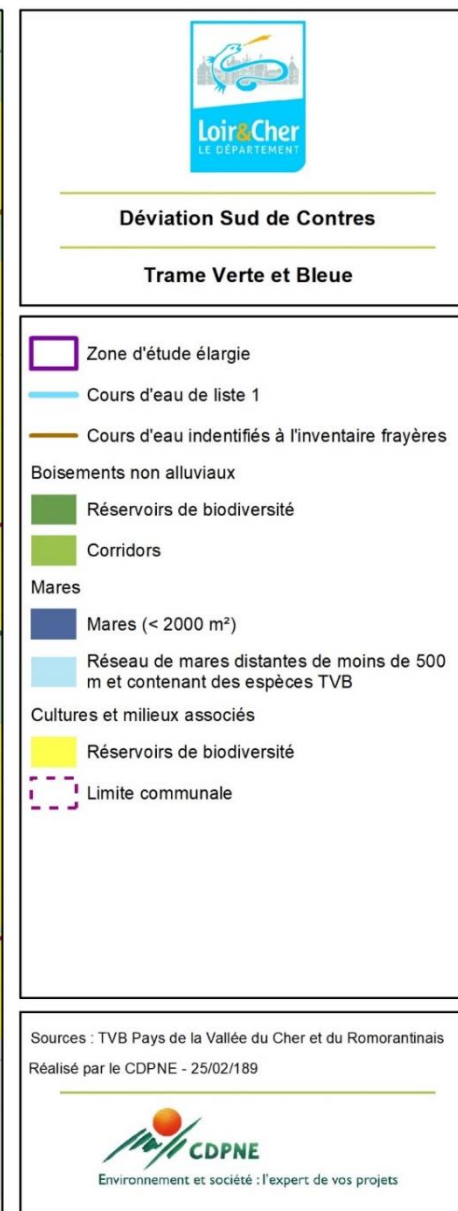 Loir&Cher
LE DÉPARTEMENT
Déviation Sud de Contres
Trame Verte et Bleue
Zone d'étude élargie
Cours d'eau de liste 1
Cours d'eau indentifiés à l'inventaire frayères
Boisements non alluviaux
Réservoirs de biodiversité
Corridors
Mares
Mares (< 2000 m²)
Réseau de mares distantes de moins de 500
m et contenant des espèces TVB
Cultures et milieux associés
Réservoirs de biodiversité
Limite communale
Sources : TVB Pays de la Vallée du Cher et du Romorantinais
Réalisé par le CDPNE - 25/02/189
CDPNE
Environnement et société : l'expert de vos projets